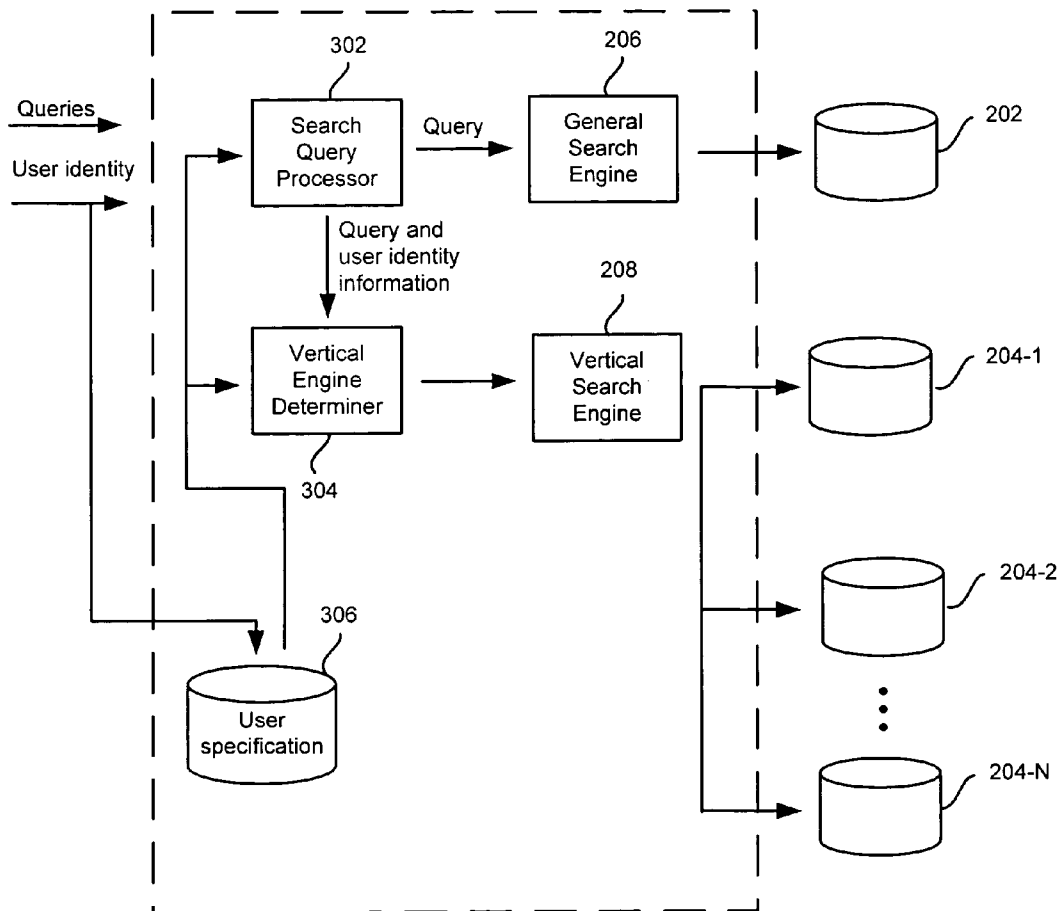 302
206
Queries
User identity
Search
Query
Processor
Query
General
Search
Engine
202
Query and
user identity
information
208
Vertical
Engine
Determiner
Vertical
Search
Engine
204-1
304
204-2
306
User
specification
204-N